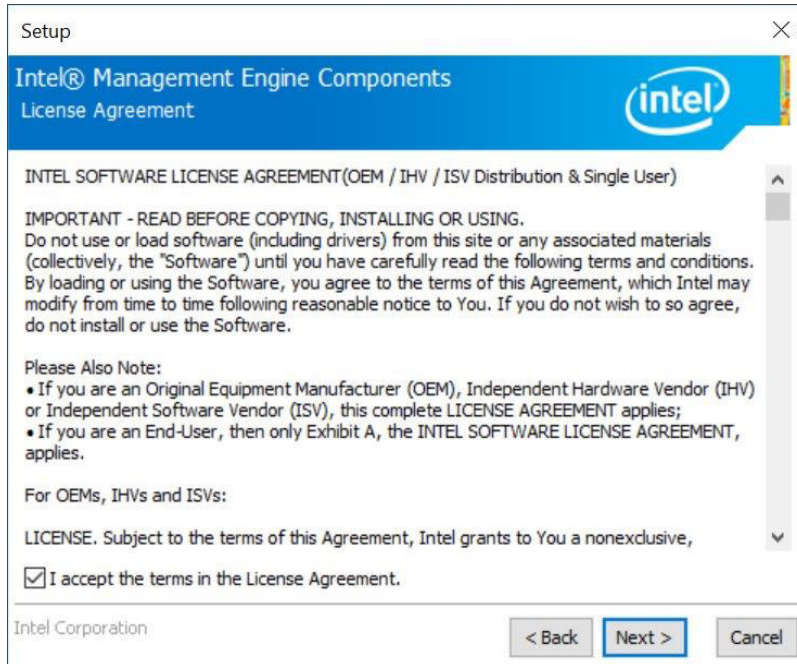 Setup
Intel® Management Engine Components
License Agreement
intel
INTEL SOFTWARE LICENSE AGREEMENT(OEM / IHV / ISV Distribution & Single User)
IMPORTANT - READ BEFORE COPYING, INSTALLING OR USING.
Do not use or load software (including drivers) from this site or any associated materials
(collectively, the "Software") until you have carefully read the following terms and conditions.
By loading or using the Software, you agree to the terms of this Agreement, which Intel may
modify from time to time following reasonable notice to You. If you do not wish to so agree,
do not install or use the Software.
Please Also Note:
• If you are an Original Equipment Manufacturer (OEM), Independent Hardware Vendor (IHV)
or Independent Software Vendor (ISV), this complete LICENSE AGREEMENT applies;
• If you are an End-User, then only Exhibit A, the INTEL SOFTWARE LICENSE AGREEMENT,
applies.
For OEMs, IHVs and ISVs:
LICENSE. Subject to the terms of this Agreement, Intel grants to You a nonexclusive,
I accept the terms in the License Agreement.
Intel Corporation
< Back Next > Cancel